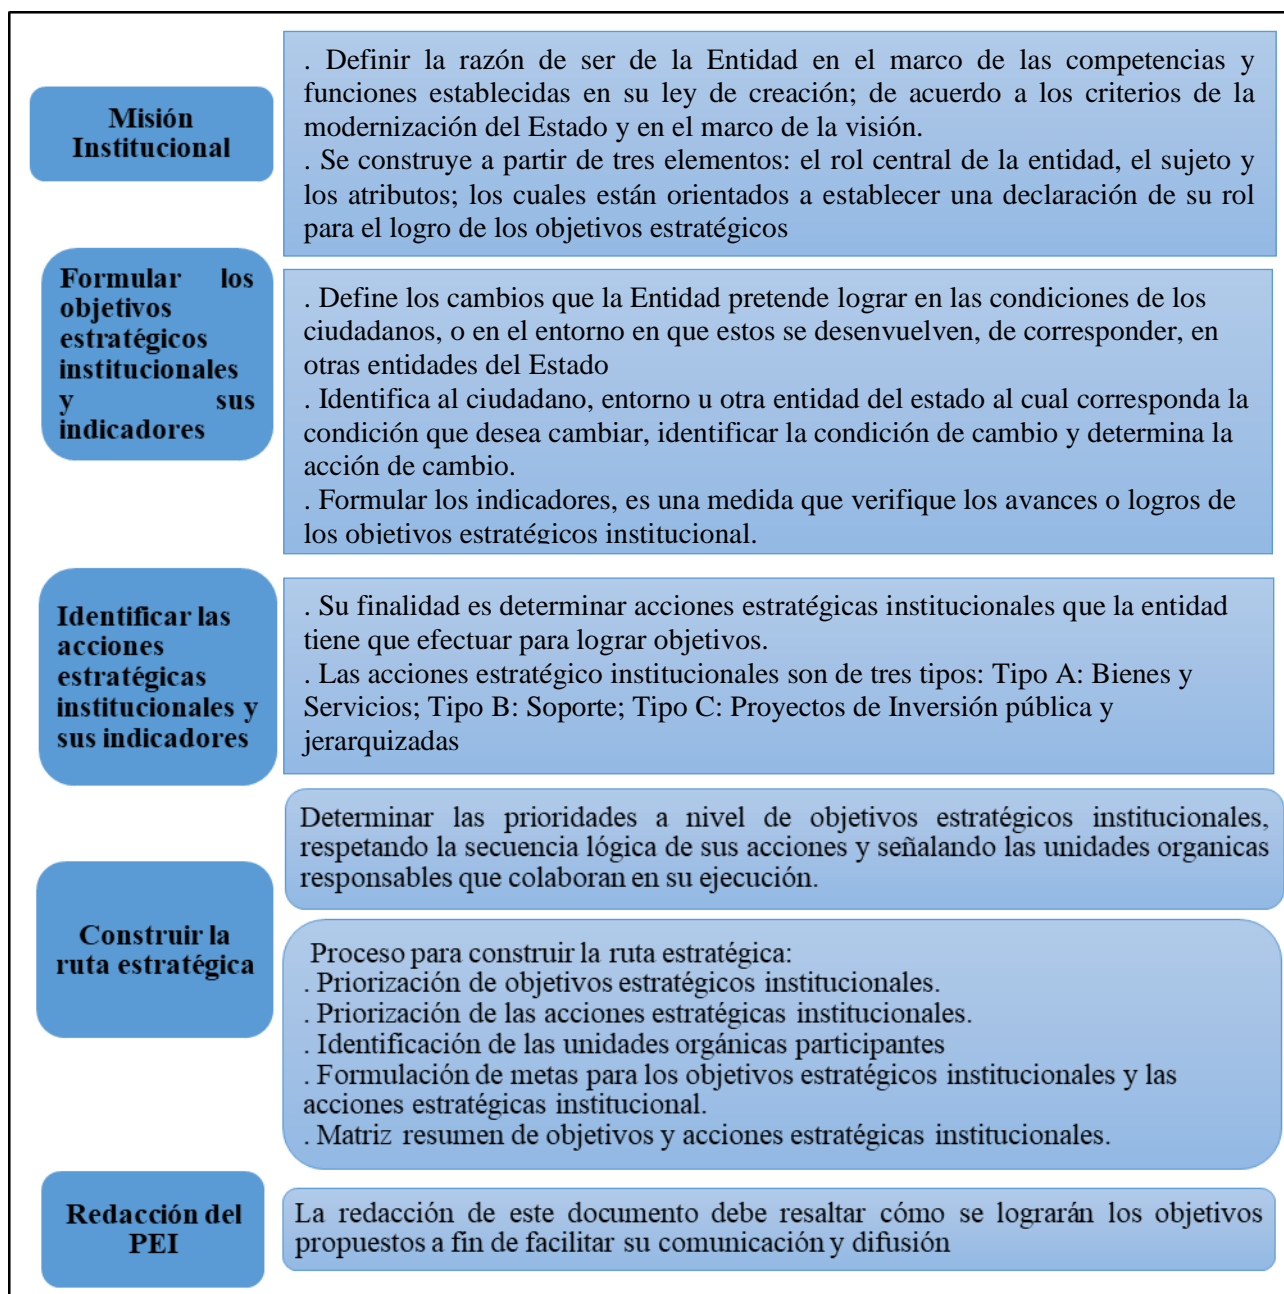 Misión
Institucional
. Definir la razón de ser de la Entidad en el marco de las competencias y
funciones establecidas en su ley de creación; de acuerdo a los criterios de la
modernización del Estado y en el marco de la visión.
. Se construye a partir de tres elementos: el rol central de la entidad, el sujeto y
los atributos; los cuales están orientados a establecer una declaración de su rol
para el logro de los objetivos estratégicos
Formular los
objetivos
estratégicos
institucionales
y sus
indicadores
. Define los cambios que la Entidad pretende lograr en las condiciones de los
ciudadanos, o en el entorno en que estos se desenvuelven, de corresponder, en
otras entidades del Estado
. Identifica al ciudadano, entorno u otra entidad del estado al cual corresponda la
condición que desea cambiar, identificar la condición de cambio y determina la
acción de cambio.
. Formular los indicadores, es una medida que verifique los avances o logros de
los objetivos estratégicos institucional.
Identificar las
acciones
estratégicas
institucionales y
sus indicadores
. Su finalidad es determinar acciones estratégicas institucionales que la entidad
tiene que efectuar para lograr objetivos.
. Las acciones estratégico institucionales son de tres tipos: Tipo A: Bienes y
Servicios; Tipo B: Soporte; Tipo C: Proyectos de Inversión pública y
jerarquizadas
Construir la
ruta estratégica
Determinar las prioridades a nivel de objetivos estratégicos institucionales,
respetando la secuencia lógica de sus acciones y señalando las unidades organicas
responsables que colaboran en su ejecución.
Proceso para construir la ruta estratégica:
. Priorización de objetivos estratégicos institucionales.
. Priorización de las acciones estratégicas institucionales.
. Identificación de las unidades orgánicas participantes
. Formulación de metas para los objetivos estratégicos institucionales y las
acciones estratégicas institucional.
. Matriz resumen de objetivos y acciones estratégicas institucionales.
Redacción del
PEI
La redacción de este documento debe resaltar cómo se lograrán los objetivos
propuestos a fin de facilitar su comunicación y difusión